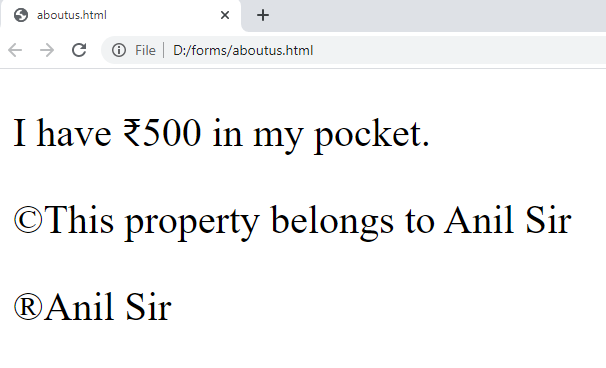 aboutus.html
File D:/forms/aboutus.html
I have ₹500 in my pocket.
©This property belongs to Anil Sir
®Anil Sir